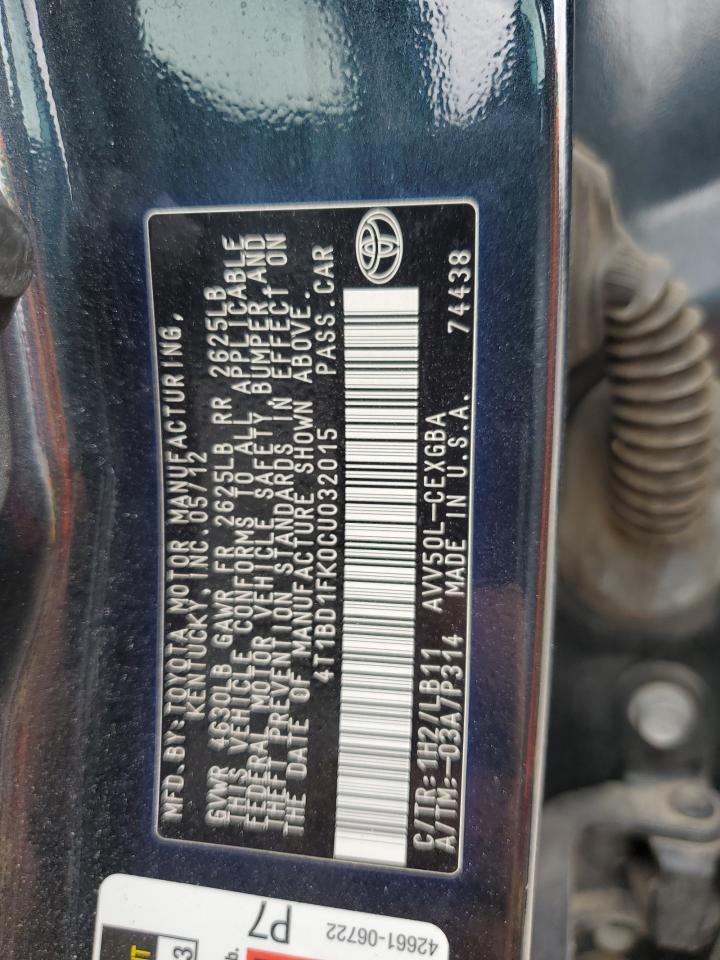 MFD. BY: TOYOTA MOTOR MANUFACTURING,
KENTUCKY, INC. 05/12
GVWR 4630LB GAWR FR 2625LB RR 2625LB
THIS VEHICLE CONFORMS TO ALL APPLICABLE
FEDERAL MOTOR VEHICLE SAFETY BUMPER AND
THEFT PREVENTION STANDARDS IN EFFECT ON
THE DATE OF MANUFACTURE SHOWN ABOVE.
4T1BD1FK0CU032015 PASS.CAR
C/TR: 1H2/LB11 AVV50L-CEXGBA 74438
A/TM: -03A/P314 MADE IN U.S.A.
P7
42661-06722